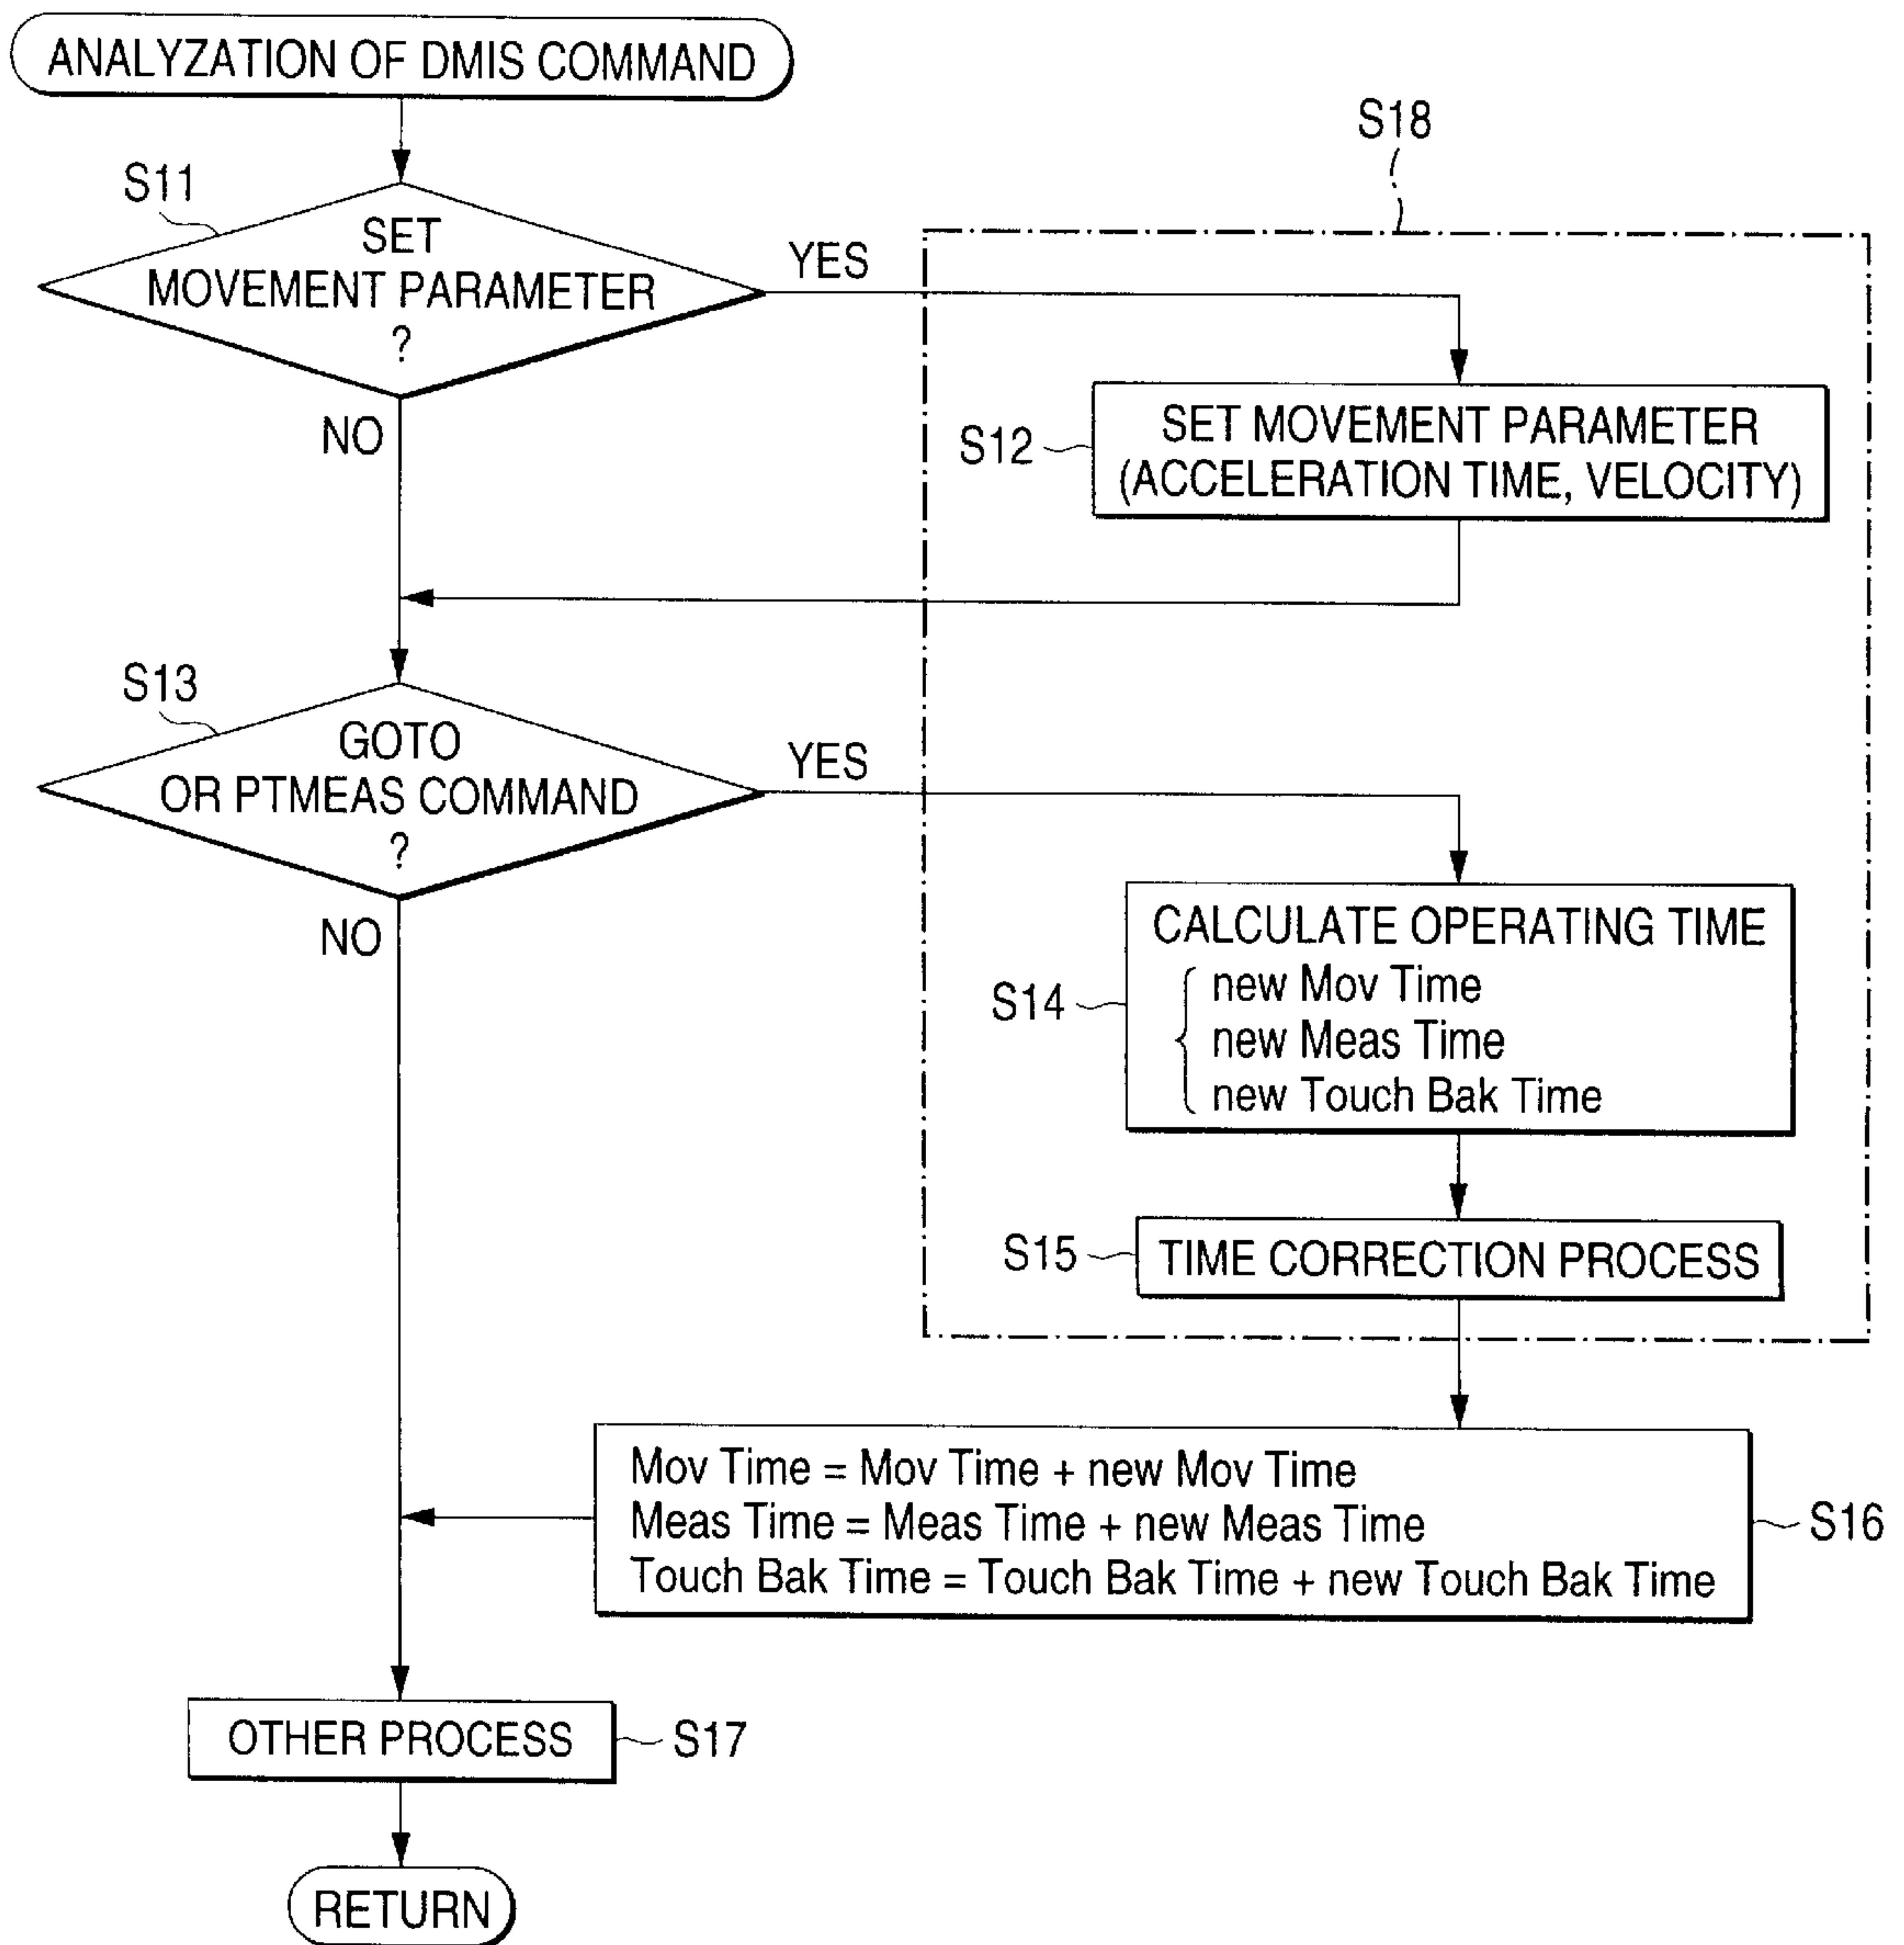 ANALYZATION OF DMIS COMMAND
S18
S11
SET
MOVEMENT PARAMETER
?
YES
NO
S12
SET MOVEMENT PARAMETER
(ACCELERATION TIME, VELOCITY)
S13
GOTO
OR PTMEAS COMMAND
?
YES
NO
S14
CALCULATE OPERATING TIME
new Mov Time
new Meas Time
new Touch Bak Time
S15
TIME CORRECTION PROCESS
Mov Time = Mov Time + new Mov Time
Meas Time = Meas Time + new Meas Time
Touch Bak Time = Touch Bak Time + new Touch Bak Time
S16
OTHER PROCESS
S17
RETURN